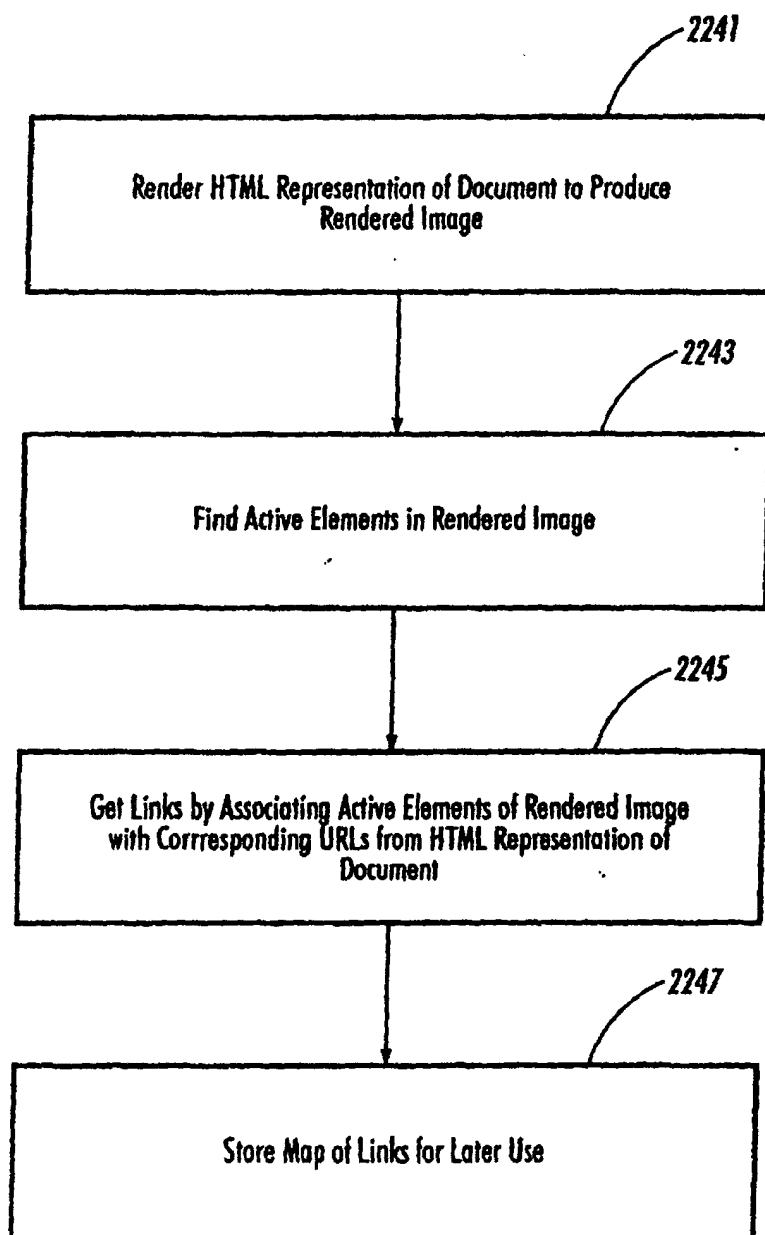 2241
Render HTML Representation of Document to Produce
Rendered Image
2243
Find Active Elements in Rendered Image
2245
Get Links by Associating Active Elements of Rendered Image
with Corrresponding URLs from HTML Representation of
Document
2247
Store Map of Links for Later Use